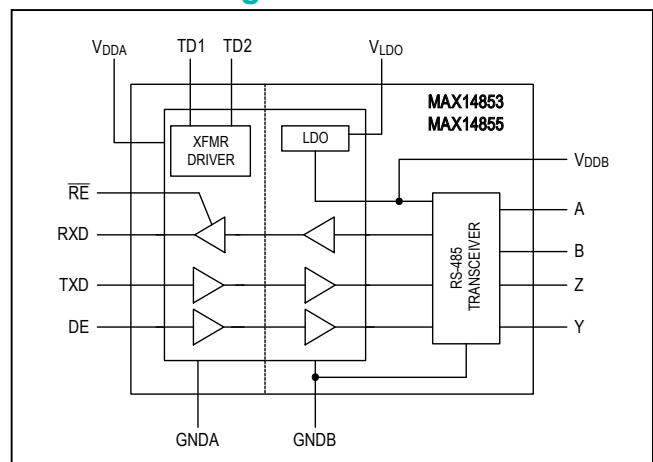 VDDA
TD1
TD2
VLDO
MAX14853
MAX14855
XFMR
DRIVER
LDO
VDDB
RE
A
RXD
B
RS-485
TRANSCEIVER
TXD
Z
DE
Y
GNDA
GNDB